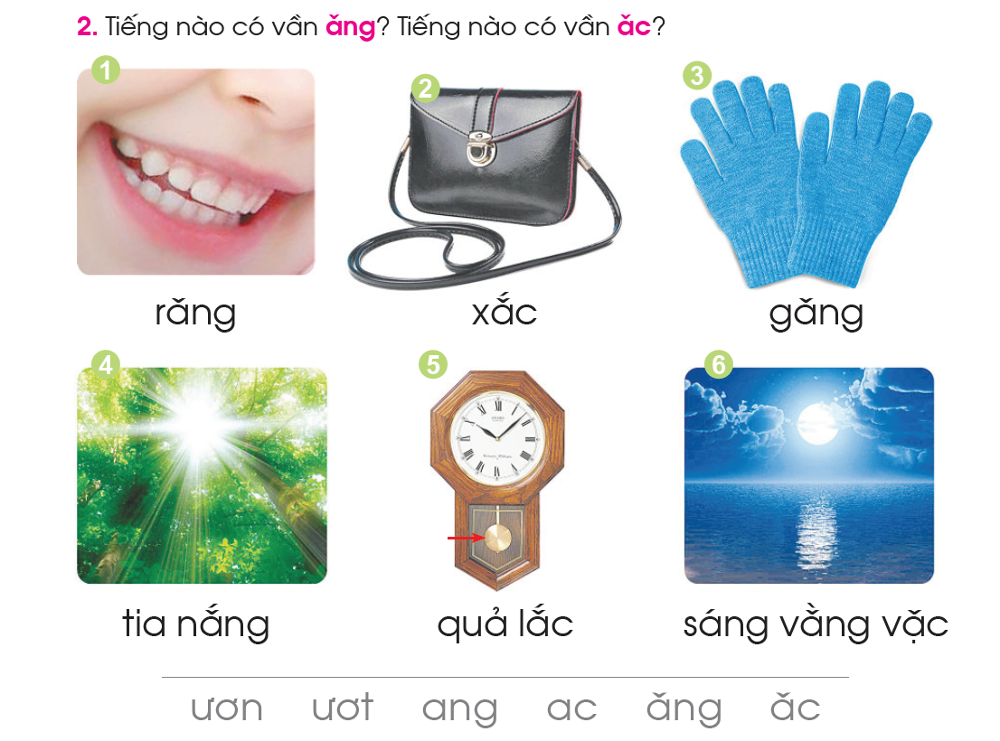 2. Tiếng nào có vần ăng? Tiếng nào có vần ăc?
1
2
3
răng
xắc
găng
4
5
6
tia nắng
quả lắc
sáng vằng vặc
ươn ươt ang ac ăng ăc